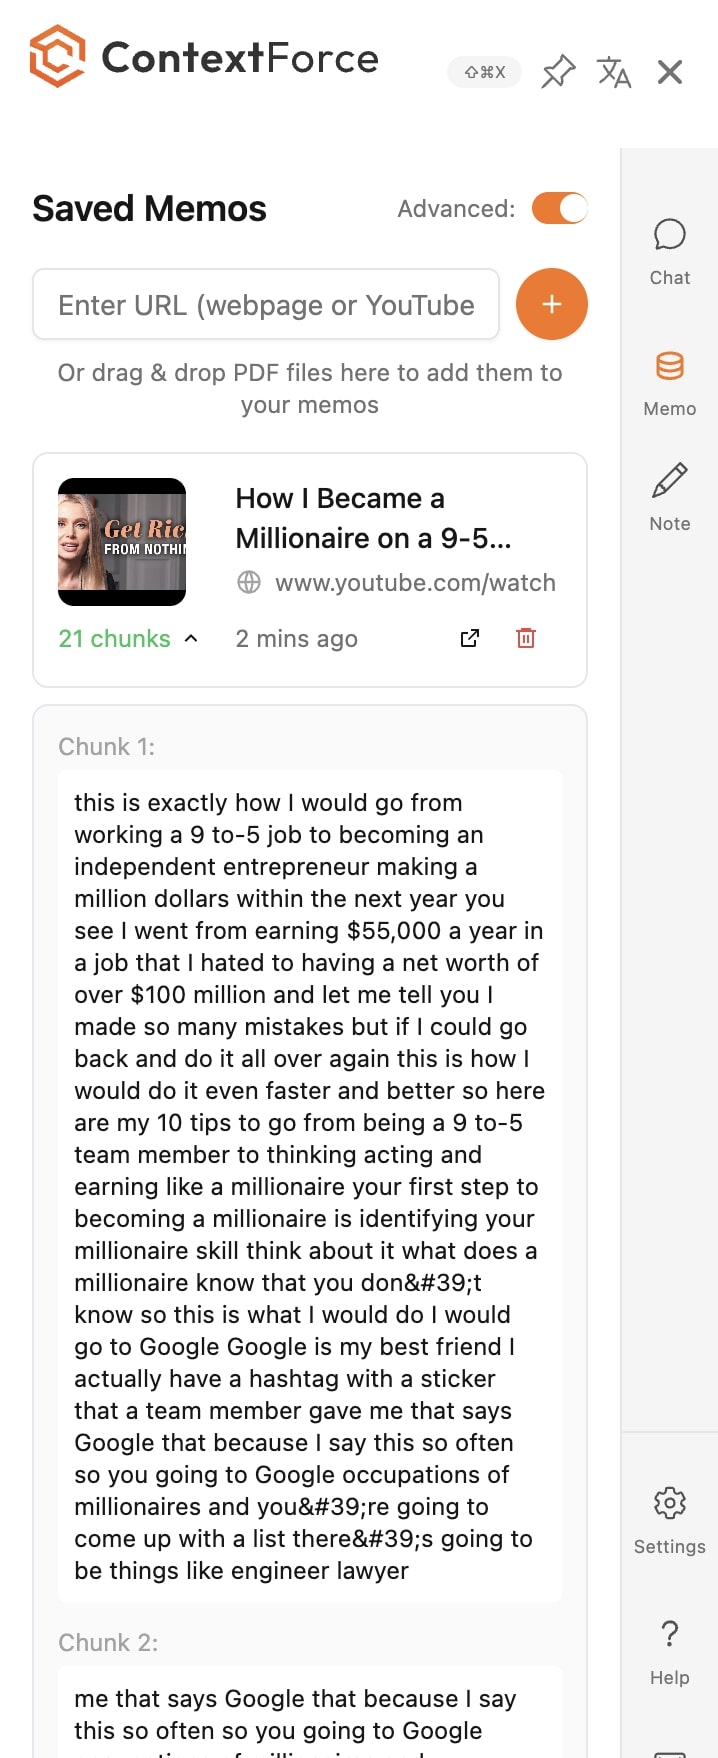 ContextForce
⇧⌘X
Saved Memos
Advanced:
Enter URL (webpage or YouTube
Or drag & drop PDF files here to add them to
your memos
Get Ric
FROM NOTHIN
How I Became a
Millionaire on a 9-5...
www.youtube.com/watch
21 chunks
2 mins ago
Chunk 1:
this is exactly how I would go from
working a 9 to-5 job to becoming an
independent entrepreneur making a
million dollars within the next year you
see I went from earning $55,000 a year in
a job that I hated to having a net worth of
over $100 million and let me tell you I
made so many mistakes but if I could go
back and do it all over again this is how I
would do it even faster and better so here
are my 10 tips to go from being a 9 to-5
team member to thinking acting and
earning like a millionaire your first step to
becoming a millionaire is identifying your
millionaire skill think about it what does a
millionaire know that you don&#39;t
know so this is what I would do I would
go to Google Google is my best friend I
actually have a hashtag with a sticker
that a team member gave me that says
Google that because I say this so often
so you going to Google occupations of
millionaires and you&#39;re going to
come up with a list there&#39;s going to
be things like engineer lawyer
Chunk 2:
me that says Google that because I say
this so often so you going to Google
Chat
Memo
Note
Settings
Help